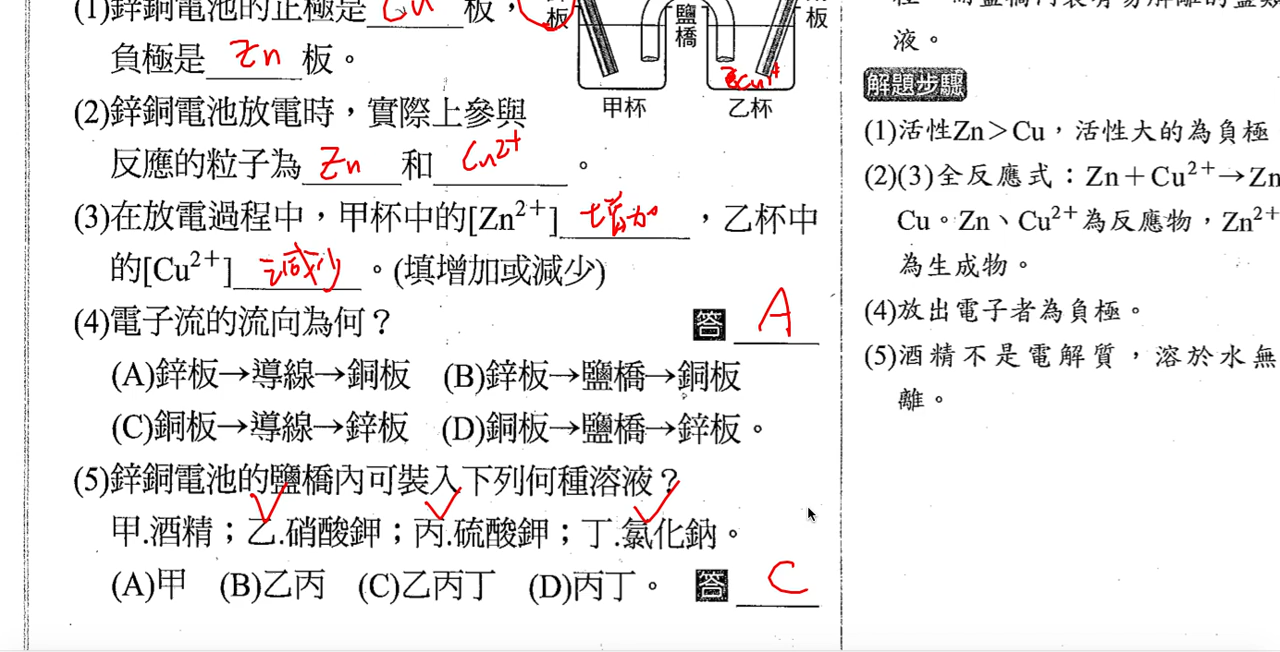 (1)鋅銅電池的正極是 Cu 板，
負極是 Zn 板。
(2)鋅銅電池放電時，實際上參與
反應的粒子為 Zn 和 Cu²⁺ 。
(3)在放電過程中，甲杯中的[Zn²⁺] 增加 ，乙杯中
的[Cu²⁺] 減少 。(填增加或減少)
(4)電子流的流向為何？ 答 A
(A)鋅板→導線→銅板 (B)鋅板→鹽橋→銅板
(C)銅板→導線→鋅板 (D)銅板→鹽橋→鋅板。
(5)鋅銅電池的鹽橋內可裝入下列何種溶液？
甲.酒精；乙.硝酸鉀；丙.硫酸鉀；丁.氯化鈉。
(A)甲 (B)乙丙 (C)乙丙丁 (D)丙丁。 答 C
板
鹽橋
板
Cu²⁺
甲杯
乙杯
液。
解題步驟
(1)活性Zn＞Cu，活性大的為負極
(2)(3)全反應式：Zn＋Cu²⁺→Zn
Cu。Zn、Cu²⁺為反應物，Zn²⁺
為生成物。
(4)放出電子者為負極。
(5)酒精不是電解質，溶於水無
離。